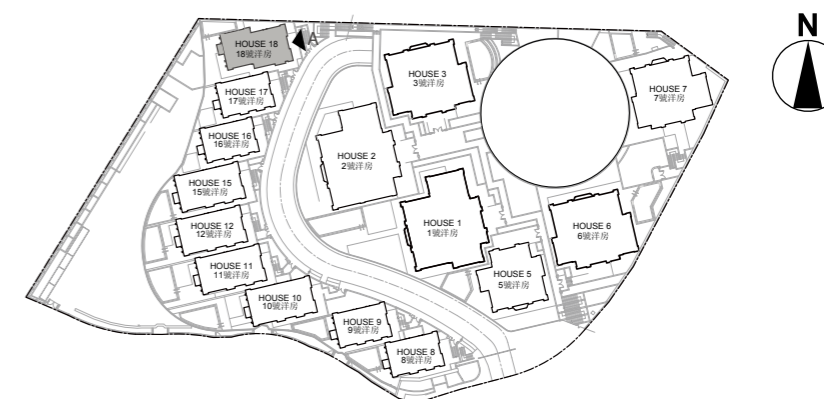 HOUSE 18
18號洋房
A
N
HOUSE 17
17號洋房
HOUSE 3
3號洋房
HOUSE 7
7號洋房
HOUSE 16
16號洋房
HOUSE 2
2號洋房
HOUSE 15
15號洋房
HOUSE 12
12號洋房
HOUSE 1
1號洋房
HOUSE 6
6號洋房
HOUSE 11
11號洋房
HOUSE 5
5號洋房
HOUSE 10
10號洋房
HOUSE 9
9號洋房
HOUSE 8
8號洋房